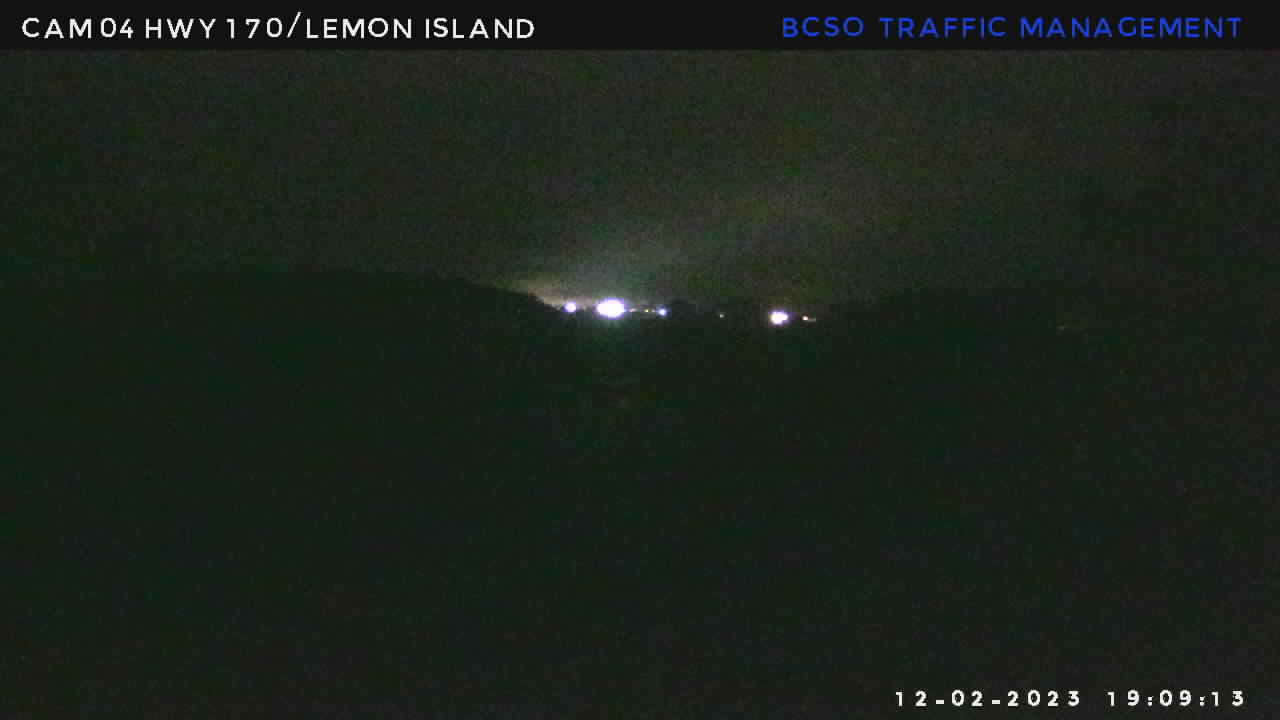 CAM04 HWY 170/LEMON ISLAND
BCSO TRAFFIC MANAGEMENT
12-02-2023 19:09:13